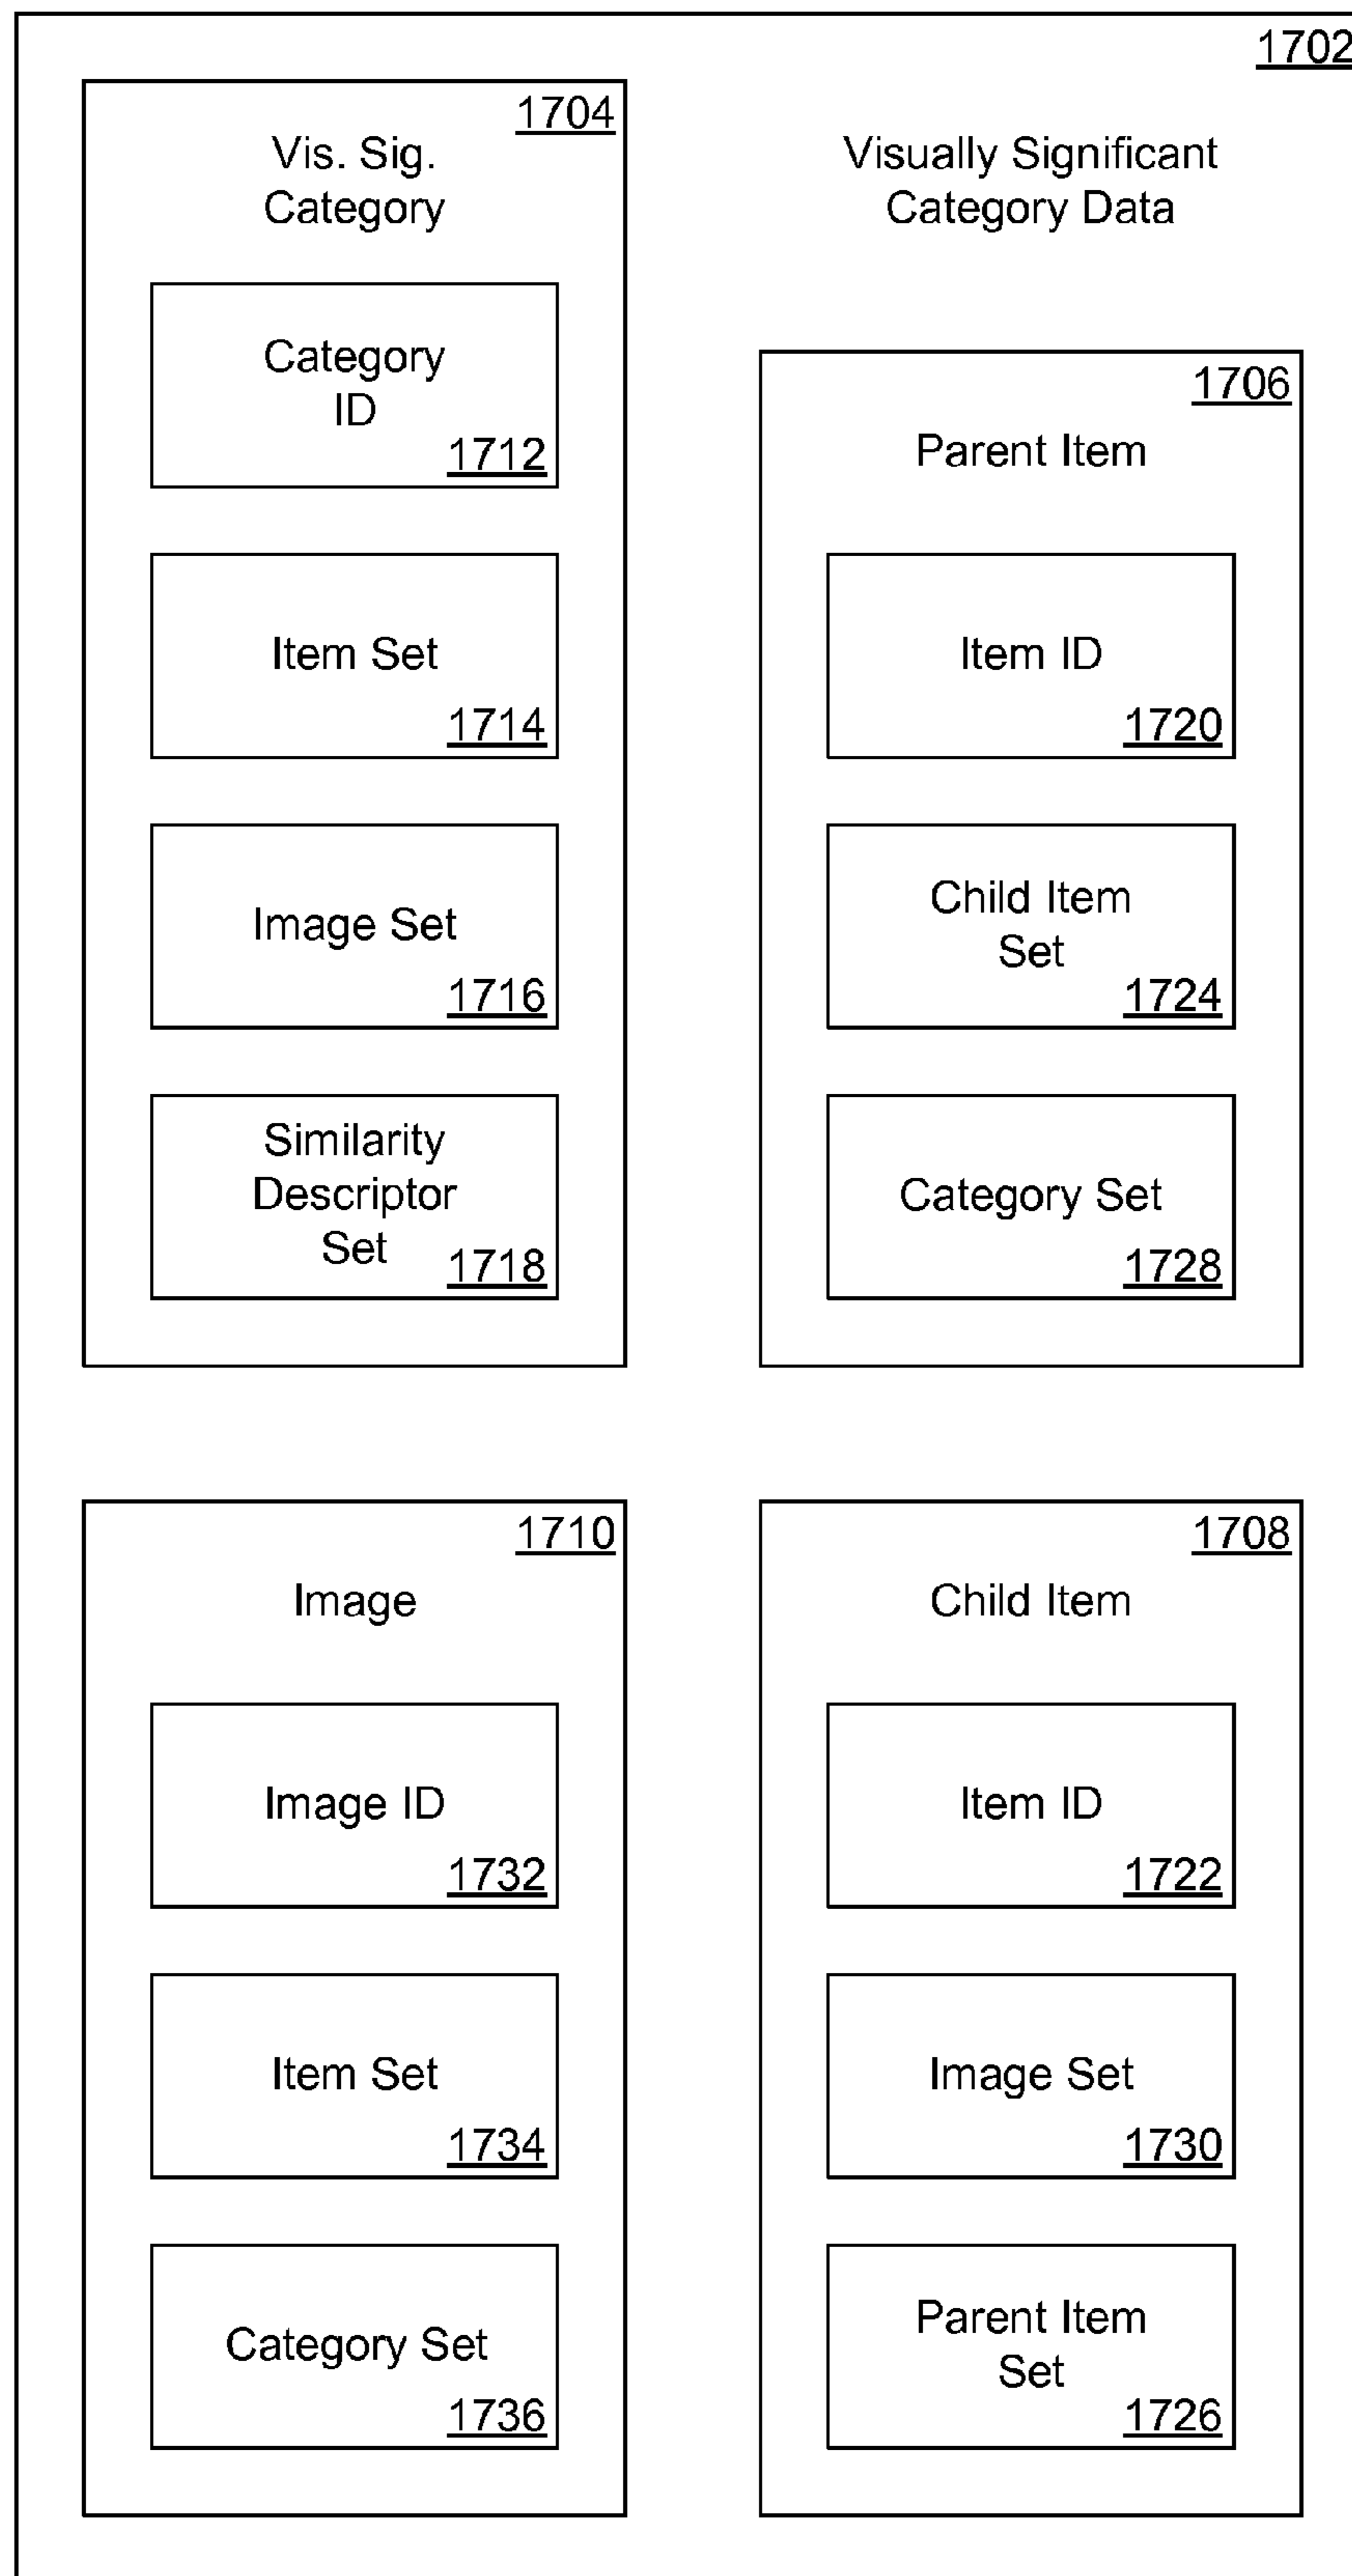 1702
1704
Vis. Sig.
Category
Category
ID
1712
Item Set
1714
Image Set
1716
Similarity
Descriptor
Set
1718
Visually Significant
Category Data
1706
Parent Item
Item ID
1720
Child Item
Set
1724
Category Set
1728
1710
Image
Image ID
1732
Item Set
1734
Category Set
1736
1708
Child Item
Item ID
1722
Image Set
1730
Parent Item
Set
1726